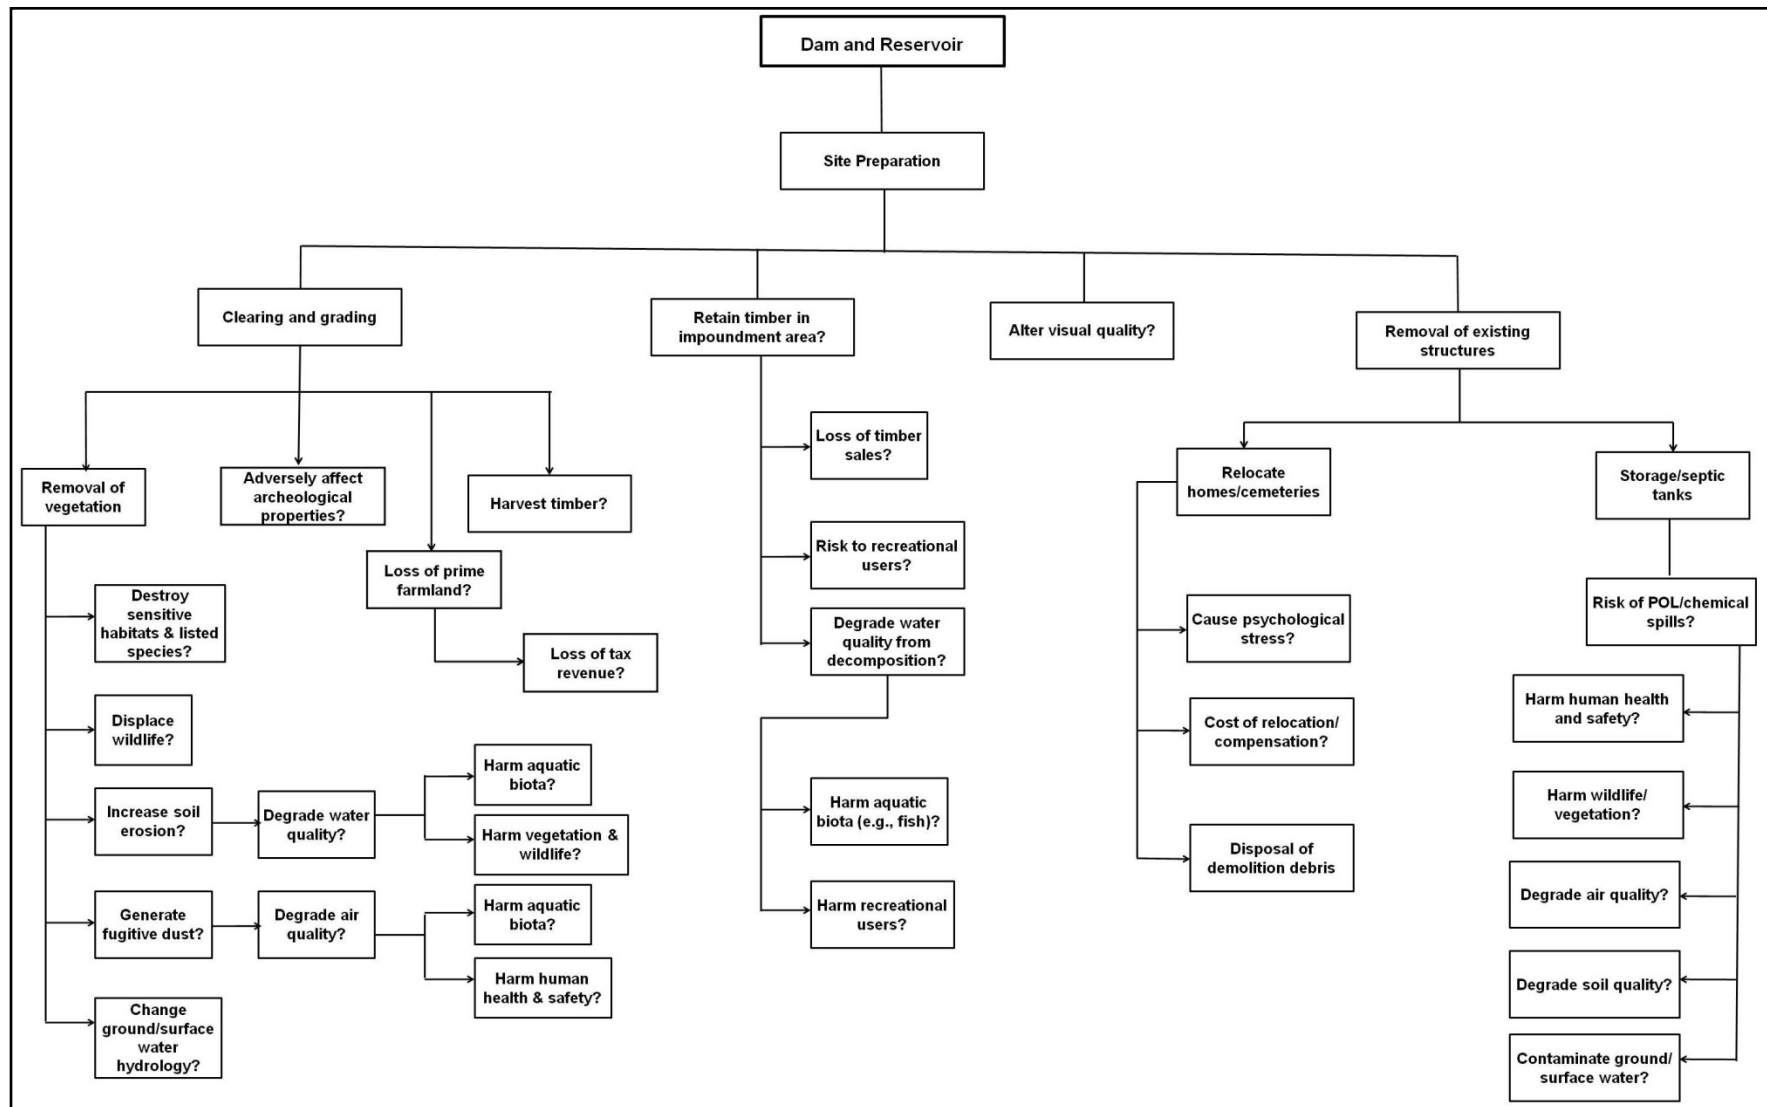 Dam and Reservoir
Site Preparation
Clearing and grading
Retain timber in
impoundment area?
Alter visual quality?
Removal of existing
structures
Removal of
vegetation
Adversely affect
archeological
properties?
Harvest timber?
Loss of prime
farmland?
Loss of tax
revenue?
Destroy
sensitive
habitats & listed
species?
Displace
wildlife?
Increase soil
erosion?
Degrade water
quality?
Harm aquatic
biota?
Harm vegetation &
wildlife?
Generate
fugitive dust?
Degrade air
quality?
Harm aquatic
biota?
Harm human
health & safety?
Change
ground/surface
water
hydrology?
Loss of timber
sales?
Risk to recreational
users?
Degrade water
quality from
decomposition?
Harm aquatic
biota (e.g., fish)?
Harm recreational
users?
Relocate
homes/cemeteries
Cause psychological
stress?
Cost of relocation/
compensation?
Disposal of
demolition debris
Storage/septic
tanks
Risk of POL/chemical
spills?
Harm human health
and safety?
Harm wildlife/
vegetation?
Degrade air quality?
Degrade soil quality?
Contaminate ground/
surface water?